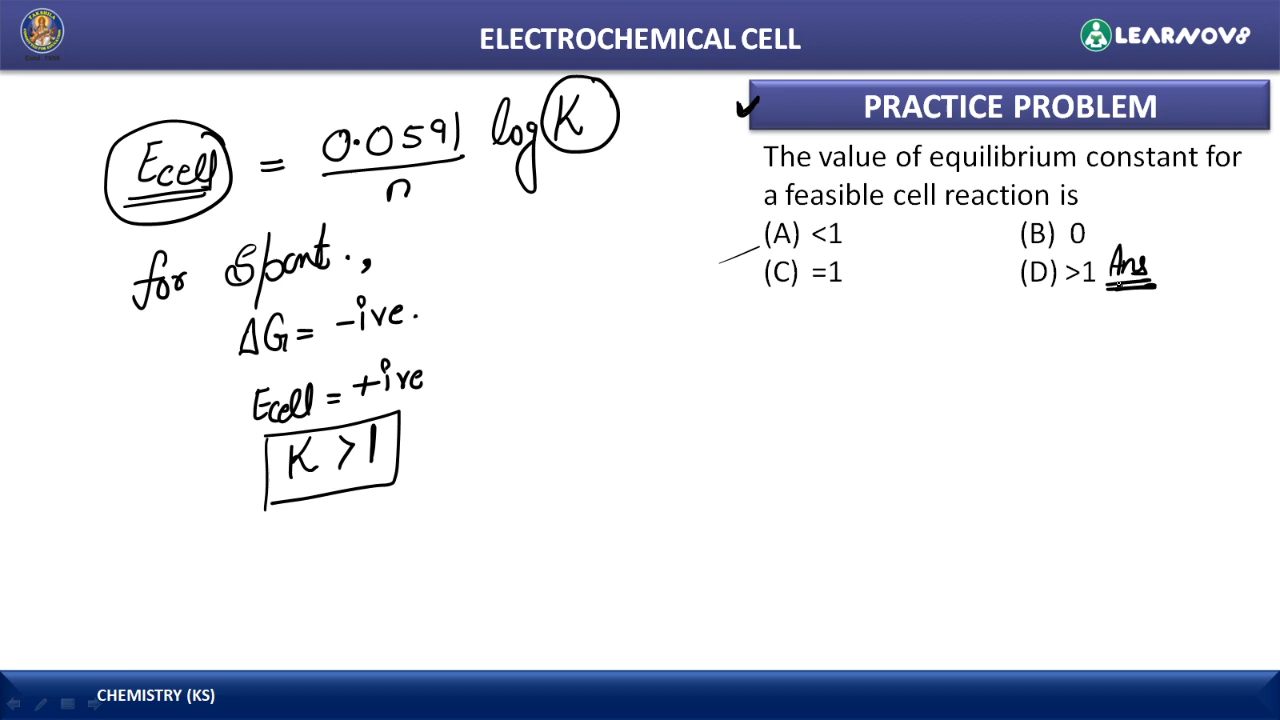 ELECTROCHEMICAL CELL
LEARNOV8
Ecell = 0.0591/n log K
for Spont.,
ΔG = -ive.
Ecell = +ive
K > 1
PRACTICE PROBLEM
The value of equilibrium constant for
a feasible cell reaction is
(A) <1 (B) 0
(C) =1 (D) >1 Ans
CHEMISTRY (KS)